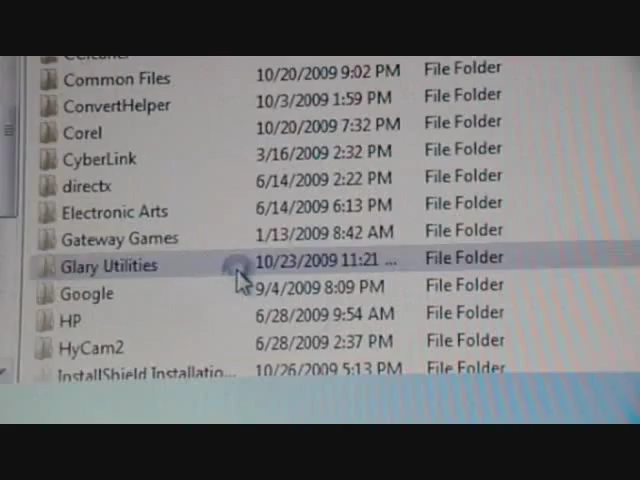 CCleaner
Common Files 10/20/2009 9:02 PM File Folder
ConvertHelper 10/3/2009 1:59 PM File Folder
Corel 10/20/2009 7:32 PM File Folder
CyberLink 3/16/2009 2:32 PM File Folder
directx 6/14/2009 2:22 PM File Folder
Electronic Arts 6/14/2009 6:13 PM File Folder
Gateway Games 1/13/2009 8:42 AM File Folder
Glary Utilities 10/23/2009 11:21 ... File Folder
Google 9/4/2009 8:09 PM File Folder
HP 6/28/2009 9:54 AM File Folder
HyCam2 6/28/2009 2:37 PM File Folder
InstallShield Installatio... 10/26/2009 5:13 PM File Folder